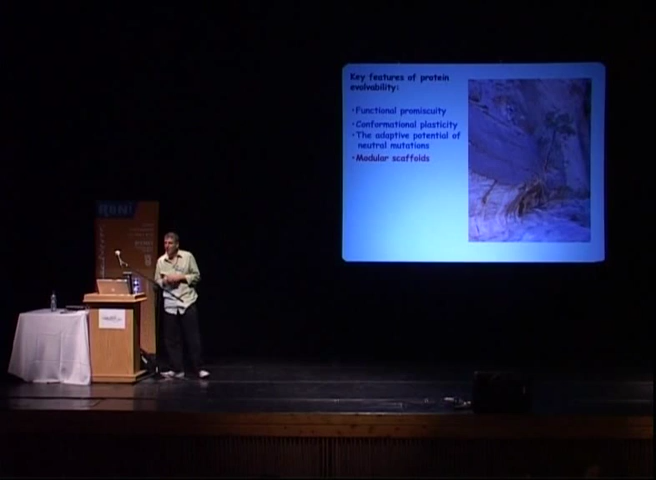 Key features of protein
evolvability:
• Functional promiscuity
• Conformational plasticity
• The adaptive potential of
neutral mutations
• Modular scaffolds